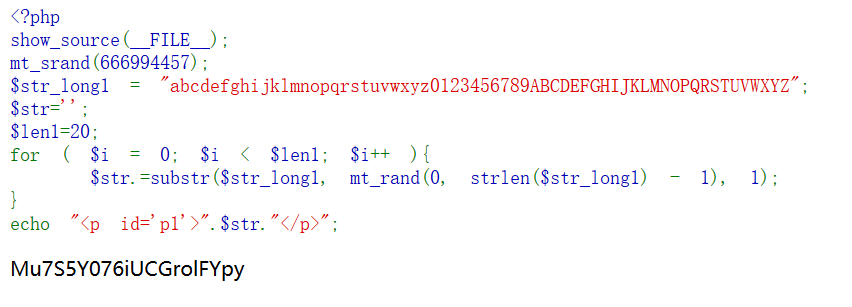 <?php
show_source(__FILE__);
mt_srand(666994457);
$str_long1 = "abcdefghijklmnopqrstuvwxyz0123456789ABCDEFGHIJKLMNOPQRSTUVWXYZ";
$str='';
$len1=20;
for ( $i = 0; $i < $len1; $i++ ){
$str.=substr($str_long1, mt_rand(0, strlen($str_long1) - 1), 1);
}
echo "<p id='p1'>".$str."</p>";
Mu7S5Y076iUCGrolFYpy